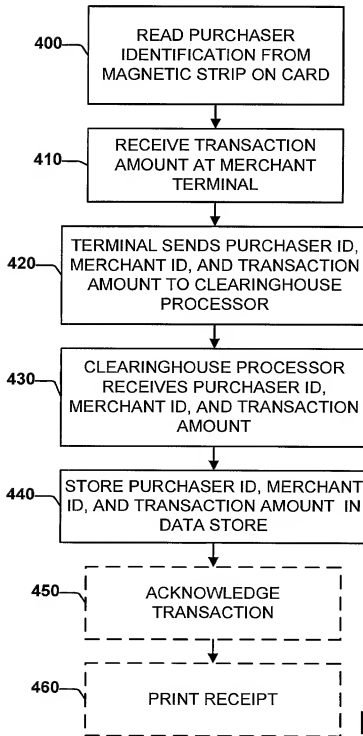 400
READ PURCHASER
IDENTIFICATION FROM
MAGNETIC STRIP ON CARD
410
RECEIVE TRANSACTION
AMOUNT AT MERCHANT
TERMINAL
420
TERMINAL SENDS PURCHASER ID,
MERCHANT ID, AND TRANSACTION
AMOUNT TO CLEARINGHOUSE
PROCESSOR
430
CLEARINGHOUSE PROCESSOR
RECEIVES PURCHASER ID,
MERCHANT ID, AND TRANSACTION
AMOUNT
440
STORE PURCHASER ID, MERCHANT
ID, AND TRANSACTION AMOUNT IN
DATA STORE
450
ACKNOWLEDGE
TRANSACTION
460
PRINT RECEIPT